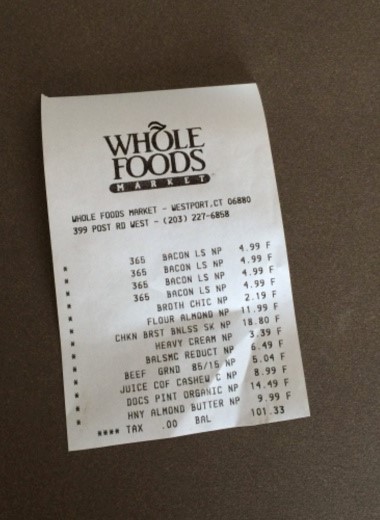 WHOLE
FOODS
MARKET
WHOLE FOODS MARKET - WESTPORT,CT 06880
399 POST RD WEST - (203) 227-6858
365 BACON LS NP 4.99 F
365 BACON LS NP 4.99 F
365 BACON LS NP 4.99 F
365 BACON LS NP 4.99 F
BROTH CHIC NP 2.19 F
FLOUR ALMOND NP 11.99 F
CHKN BRST BNLSS SK NP 18.80 F
HEAVY CREAM NP 3.39 F
BALSMC REDUCT NP 6.49 F
BEEF GRND 85/15 NP 5.04 F
JUICE COF CASHEW C NP 8.99 F
DOCS PINT ORGANIC NP 14.49 F
HNY ALMOND BUTTER NP 9.99 F
**** TAX .00 BAL 101.33